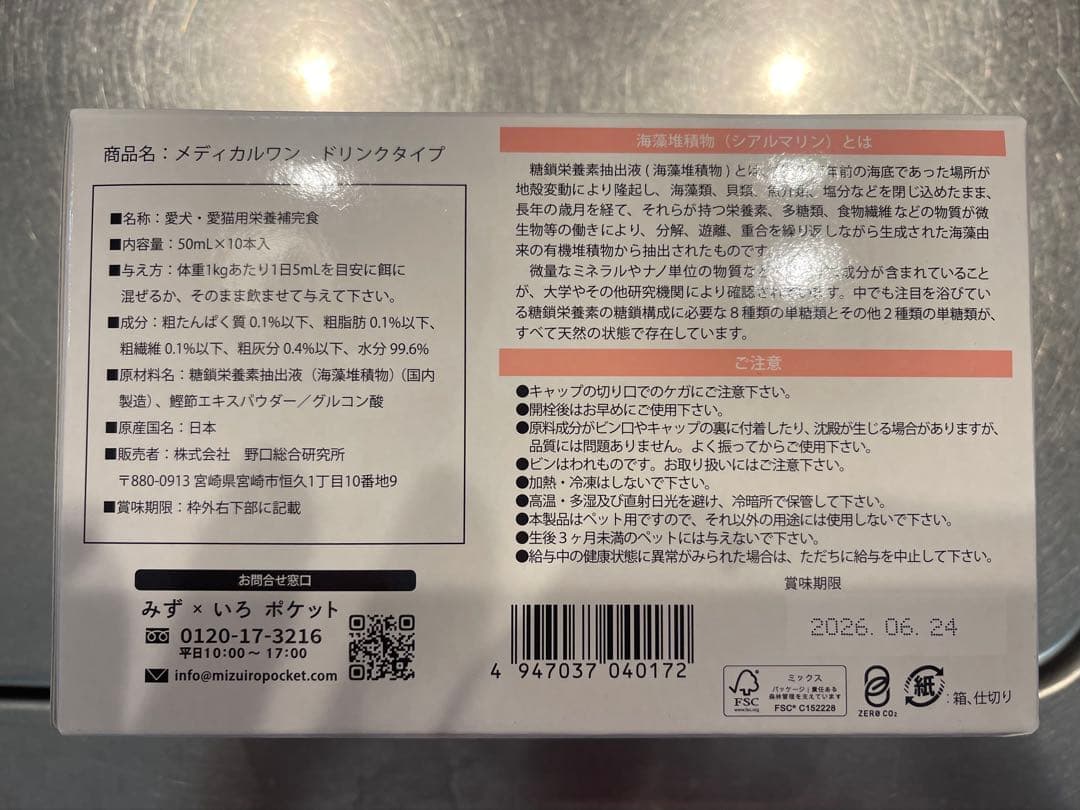 商品名：メディカルワン　ドリンクタイプ
■名称：愛犬・愛猫用栄養補完食
■内容量：50mL×10本入
■与え方：体重1kgあたり1日5mLを目安に餌に
混ぜるか、そのまま飲ませて与えて下さい。
■成分：粗たんぱく質 0.1%以下、粗脂肪 0.1%以下、
粗繊維 0.1%以下、粗灰分 0.4%以下、水分 99.6%
■原材料名：糖鎖栄養素抽出液（海藻堆積物）（国内
製造）、鰹節エキスパウダー／グルコン酸
■原産国名：日本
■販売者：株式会社　野口総合研究所
〒880-0913 宮崎県宮崎市恒久1丁目10番地9
■賞味期限：枠外右下部に記載
お問合せ窓口
みず × いろ ポケット
0120-17-3216
平日10:00～17:00
info@mizuiropocket.com
海藻堆積物（シアルマリン）とは
糖鎖栄養素抽出液(海藻堆積物)と 年前の海底であった場所が
地殻変動により隆起し、海藻類、貝類、魚介類、塩分などを閉じ込めたまま、
長年の歳月を経て、それらが持つ栄養素、多糖類、食物繊維などの物質が微
生物等の働きにより、分解、遊離、重合を繰り返しながら生成された海藻由
来の有機堆積物から抽出されたものです。
微量なミネラルやナノ単位の物質な 成分が含まれていること
が、大学やその他研究機関により確認されています。中でも注目を浴びてい
る糖鎖栄養素の糖鎖構成に必要な８種類の単糖類とその他２種類の単糖類が、
すべて天然の状態で存在しています。
ご注意
●キャップの切り口でのケガにご注意下さい。
●開栓後はお早めにご使用下さい。
●原料成分がビン口やキャップの裏に付着したり、沈殿が生じる場合がありますが、
品質には問題ありません。よく振ってからご使用下さい。
●ビンはわれものです。お取り扱いにはご注意下さい。
●加熱・冷凍はしないで下さい。
●高温・多湿及び直射日光を避け、冷暗所で保管して下さい。
●本製品はペット用ですので、それ以外の用途には使用しないで下さい。
●生後３ヶ月未満のペットには与えないで下さい。
●給与中の健康状態に異常がみられた場合は、ただちに給与を中止して下さい。
賞味期限
2026. 06. 24
4 947037 040172
FSC
www.fsc.org
ミックス
パッケージ｜責任ある
森林管理を支えています
FSC® C152228
ZERO CO₂
紙
：箱、仕切り